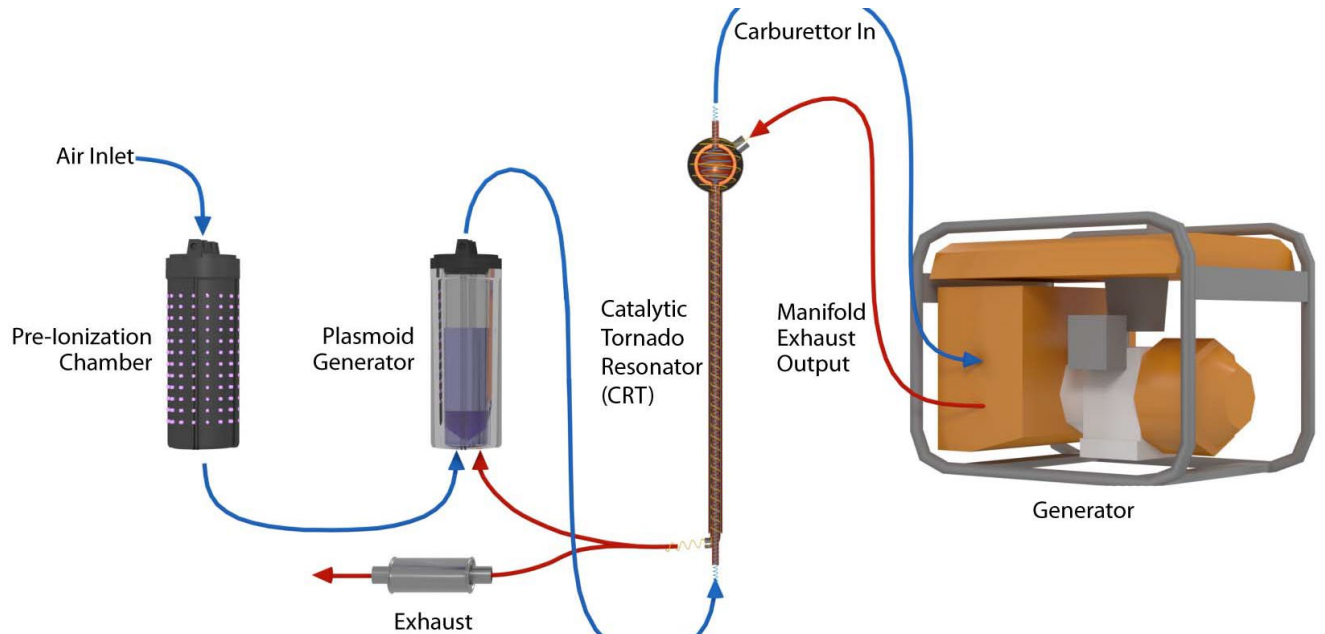 Carburettor In
Air Inlet
Pre-Ionization
Chamber
Plasmoid
Generator
Catalytic
Tornado
Resonator
(CRT)
Manifold
Exhaust
Output
Generator
Exhaust